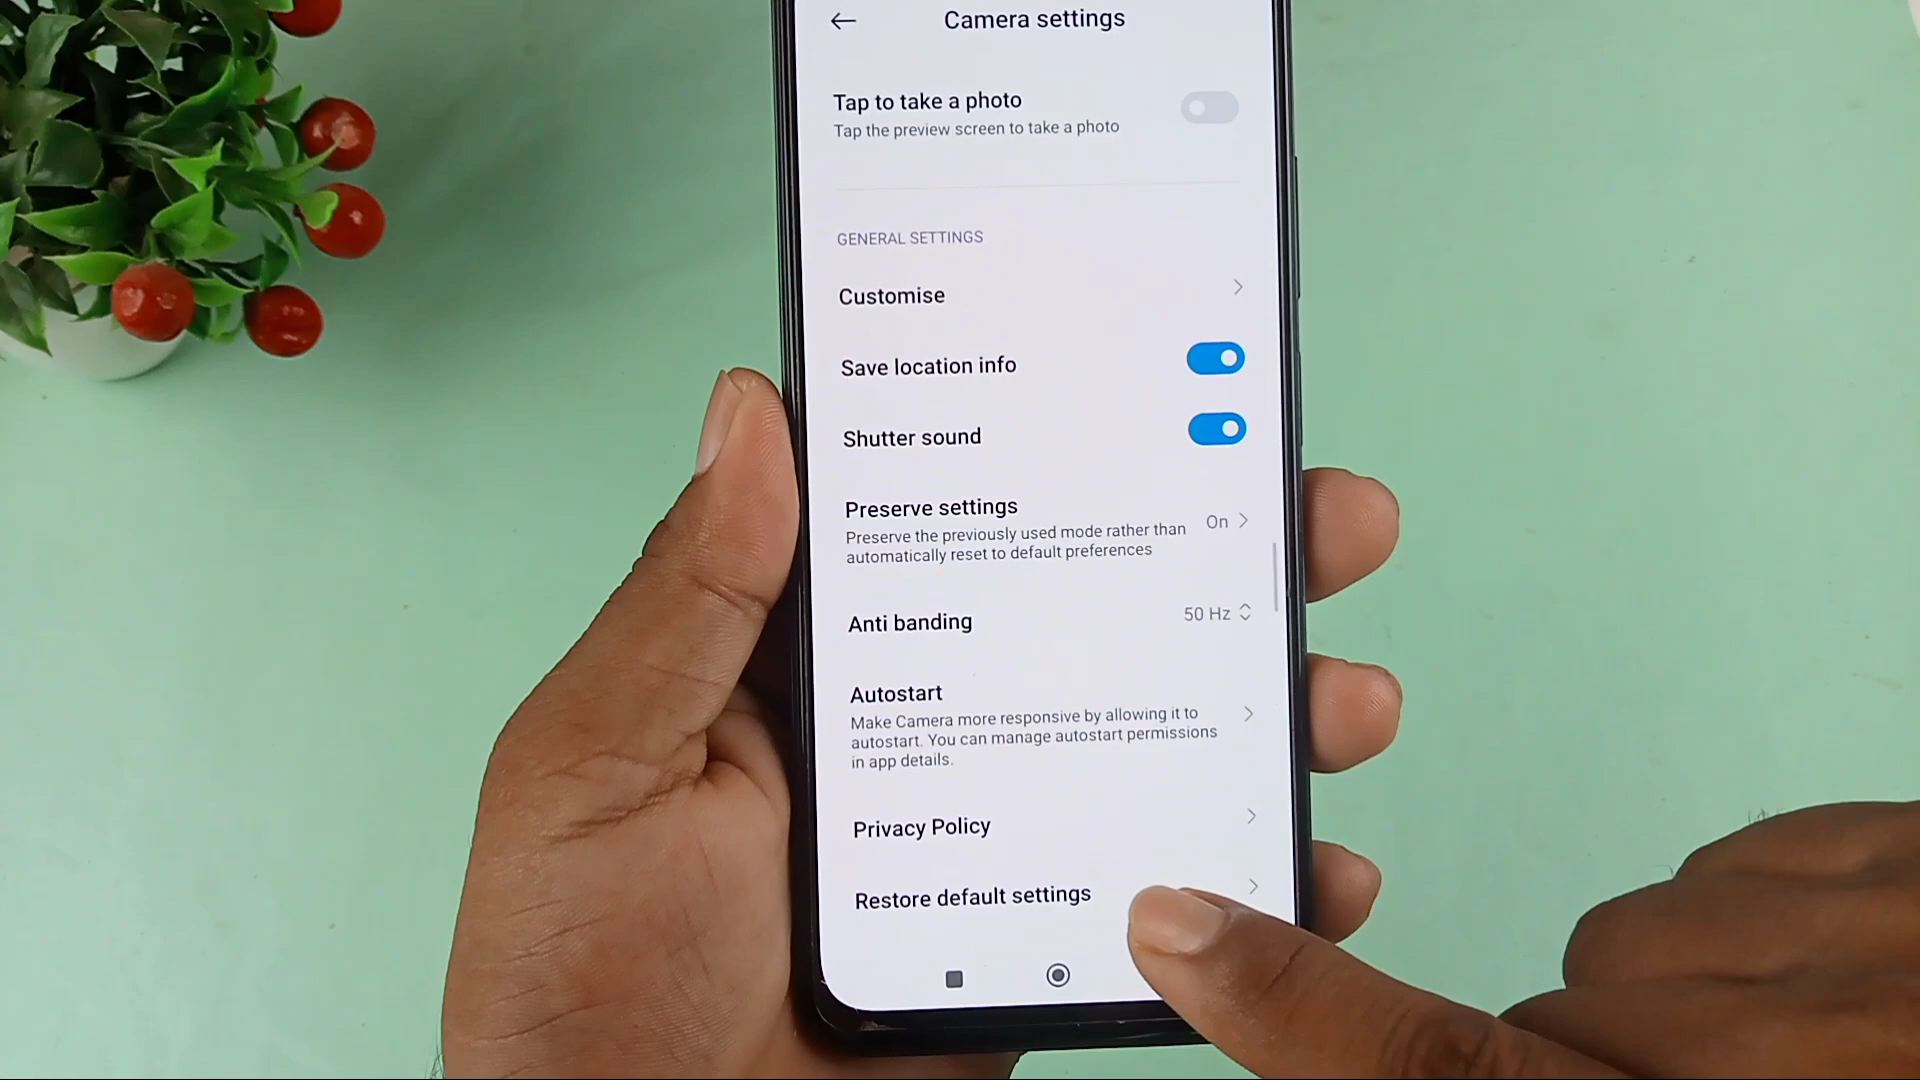 Camera settings
Tap to take a photo
Tap the preview screen to take a photo
GENERAL SETTINGS
Customise
Save location info
Shutter sound
Preserve settings
Preserve the previously used mode rather than
automatically reset to default preferences
On
Anti banding
50 Hz
Autostart
Make Camera more responsive by allowing it to
autostart. You can manage autostart permissions
in app details.
Privacy Policy
Restore default settings